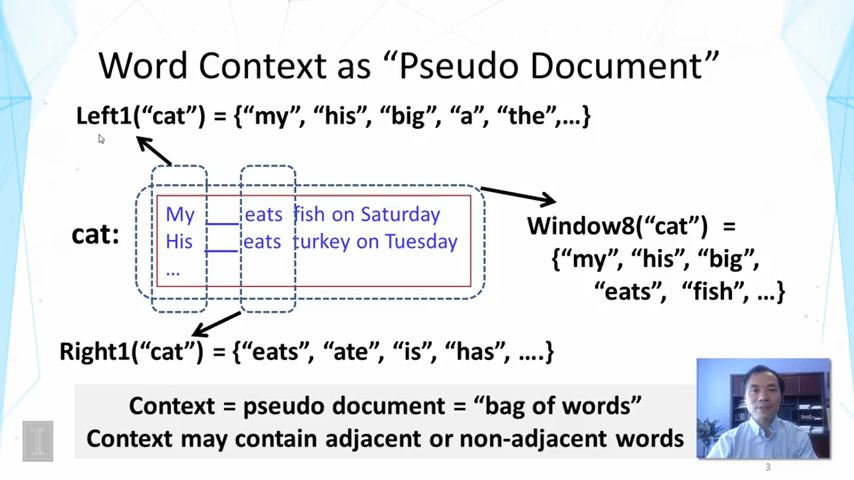 Word Context as “Pseudo Document”
Left1(“cat”) = {“my”, “his”, “big”, “a”, “the”,…}
cat:
My ___ eats fish on Saturday
His ___ eats turkey on Tuesday
…
Window8(“cat”) =
{“my”, “his”, “big”,
“eats”, “fish”, …}
Right1(“cat”) = {“eats”, “ate”, “is”, “has”, ….}
Context = pseudo document = “bag of words”
Context may contain adjacent or non-adjacent words
I
3